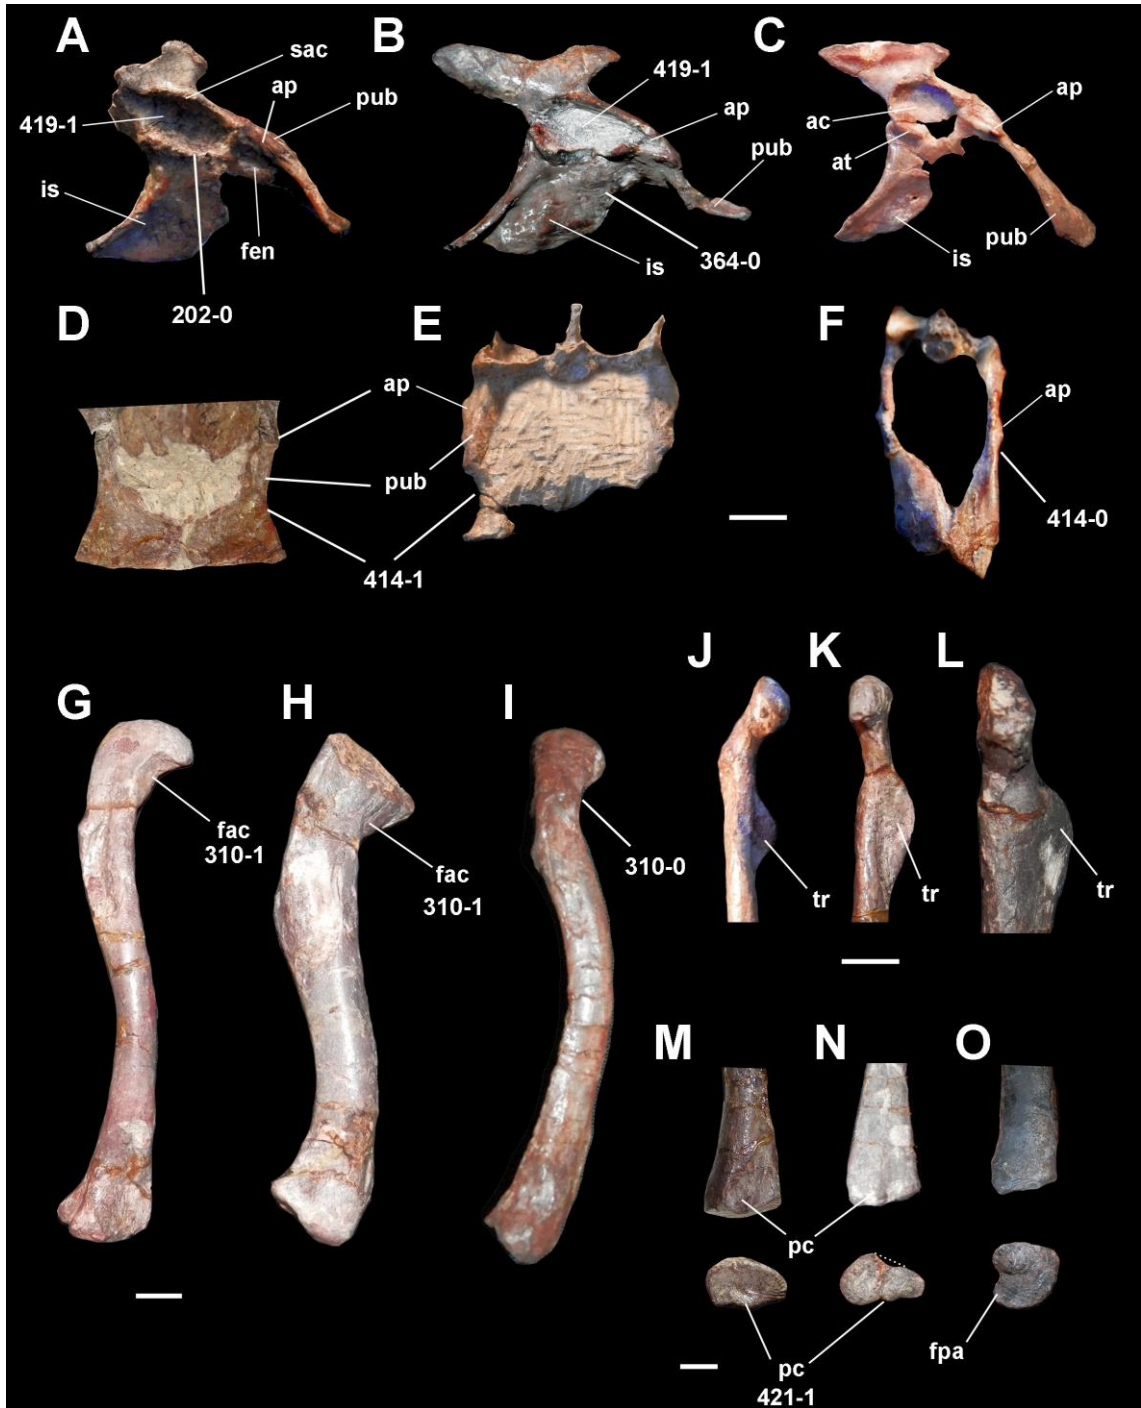 A
B
C
sac
ap
pub
419-1
is
fen
202-0
419-1
ap
pub
is
364-0
ap
ac
at
pub
is
D
E
F
ap
pub
414-1
ap
414-0
G
H
I
J
K
L
fac
310-1
fac
310-1
310-0
tr
tr
tr
M
N
O
pc
pc
421-1
fpa